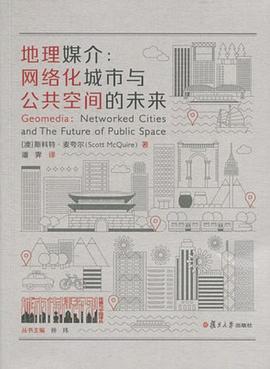 地理媒介：
网络化城市与
公共空间的未来
Geomedia: Networked Cities
and The Future of Public Space
[澳]斯科特·麦夸尔(Scott McQuire) 著
潘霁 译
丛书主编 孙玮
复旦大学出版社